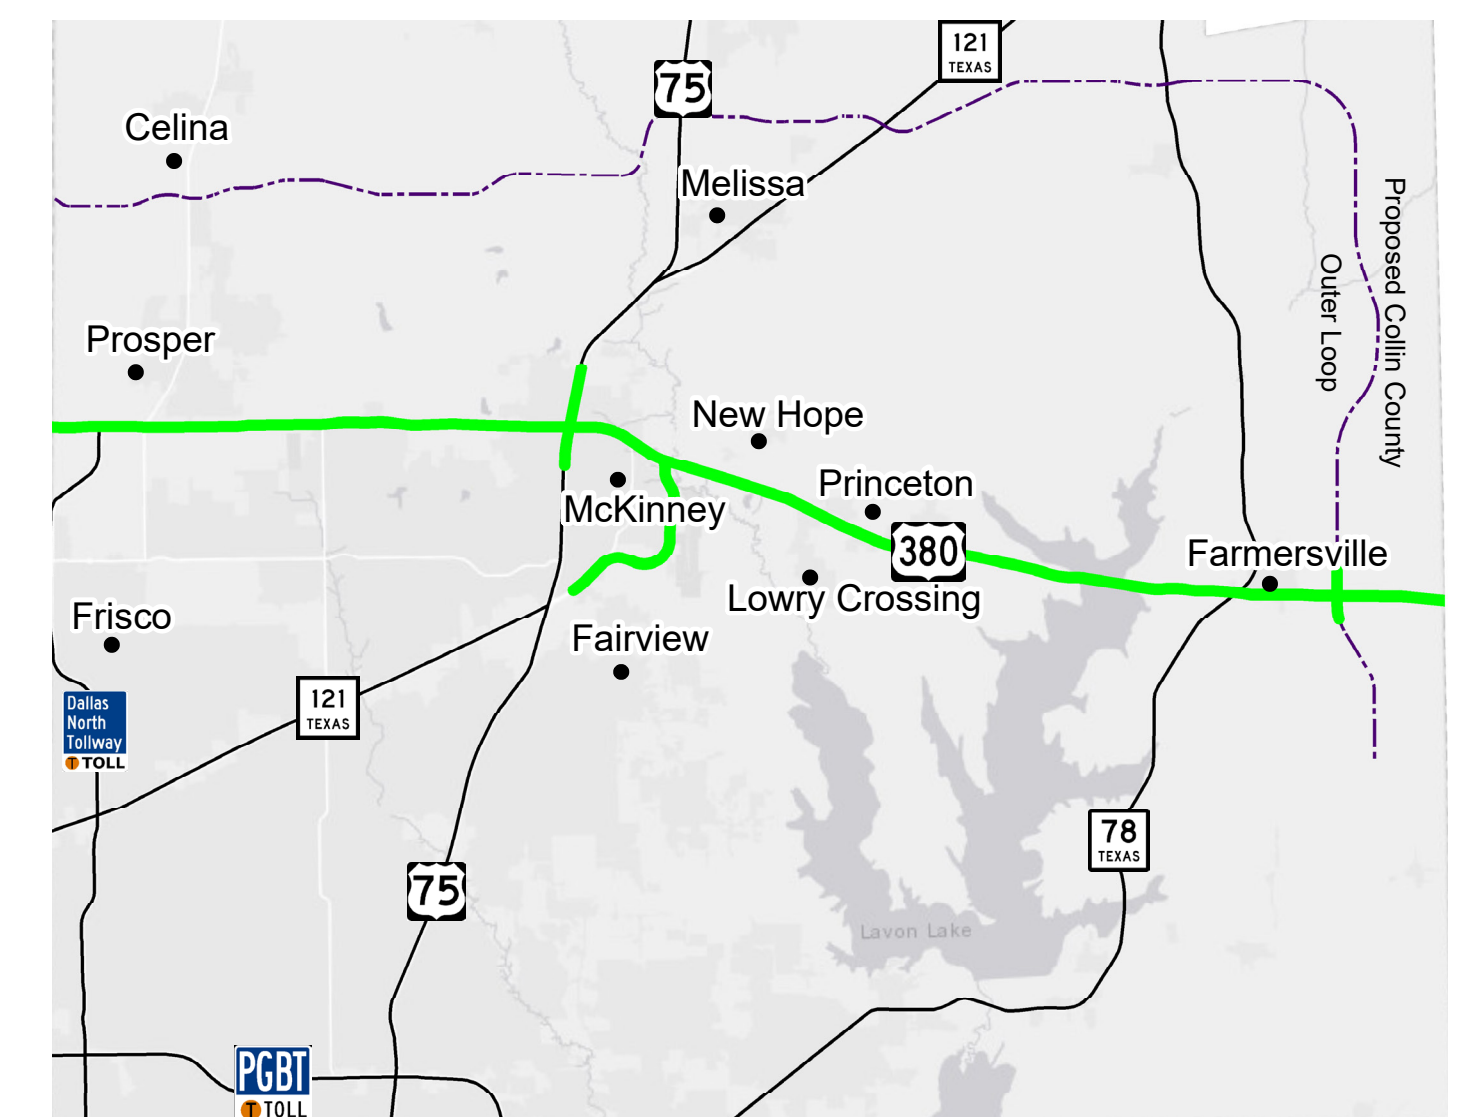 121
TEXAS
75
Celina
Melissa
Proposed Collin County
Outer Loop
Prosper
New Hope
Princeton
McKinney
380
Farmersville
Lowry Crossing
Frisco
Fairview
121
TEXAS
Dallas
North
Tollway
T TOLL
78
TEXAS
75
Lavon Lake
PGBT
T TOLL